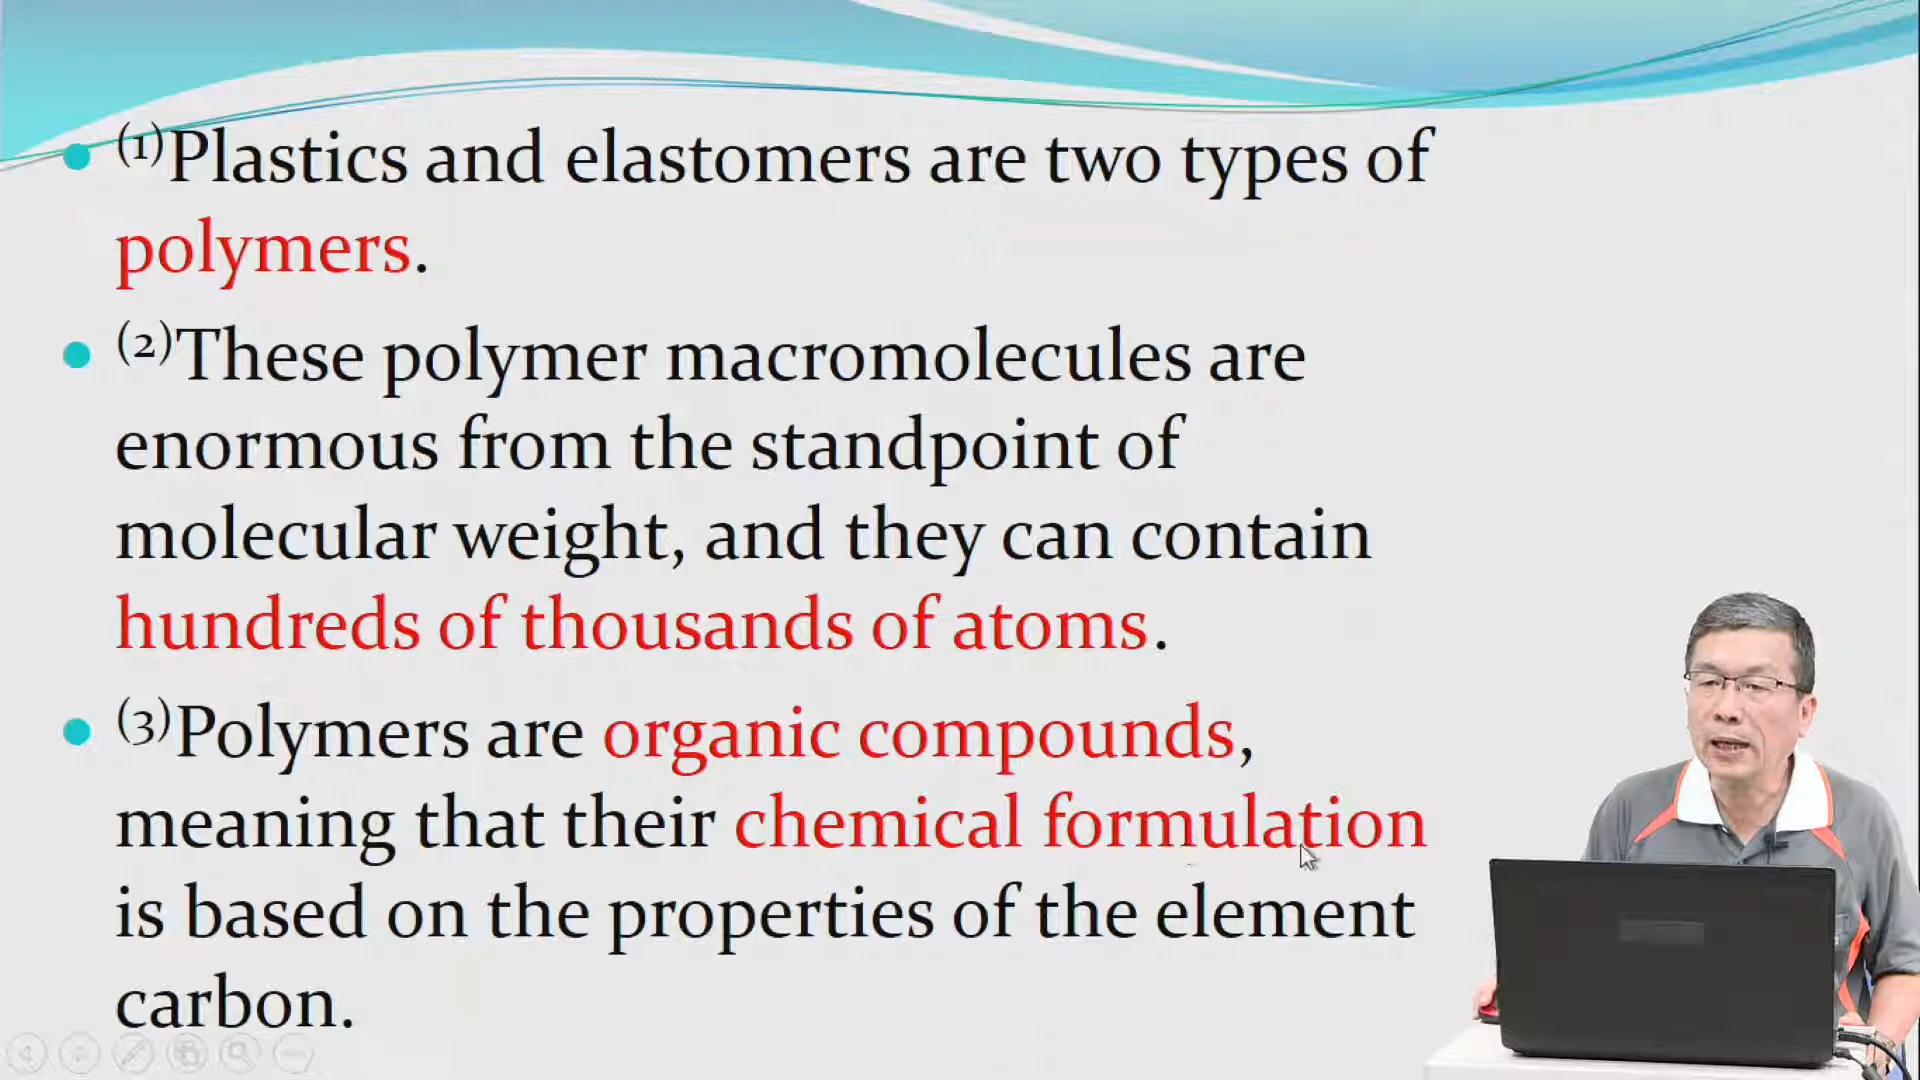 (1)Plastics and elastomers are two types of
polymers.
(2)These polymer macromolecules are
enormous from the standpoint of
molecular weight, and they can contain
hundreds of thousands of atoms.
(3)Polymers are organic compounds,
meaning that their chemical formulation
is based on the properties of the element
carbon.